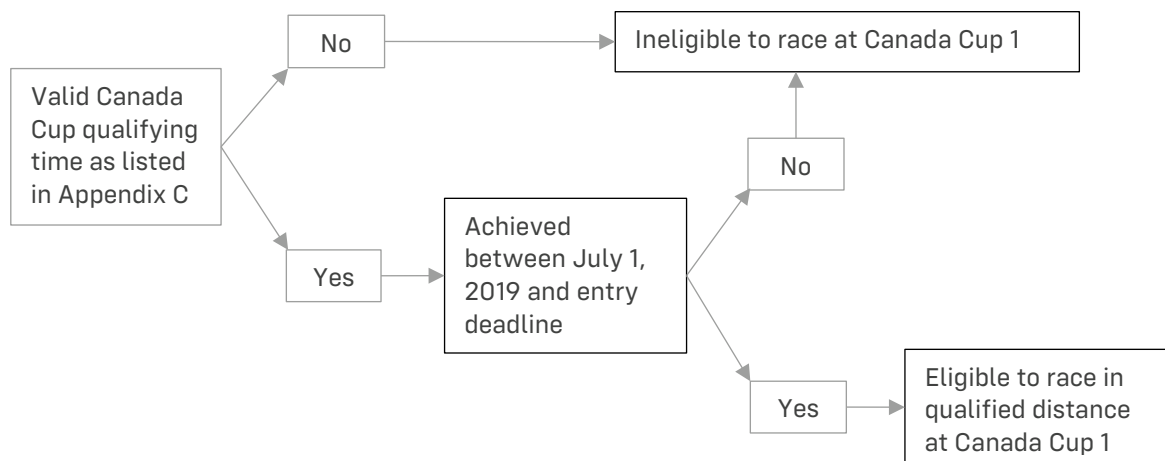 No
Ineligible to race at Canada Cup 1
Valid Canada
Cup qualifying
time as listed
in Appendix C
No
Yes
Achieved
between July 1,
2019 and entry
deadline
Yes
Eligible to race in
qualified distance
at Canada Cup 1